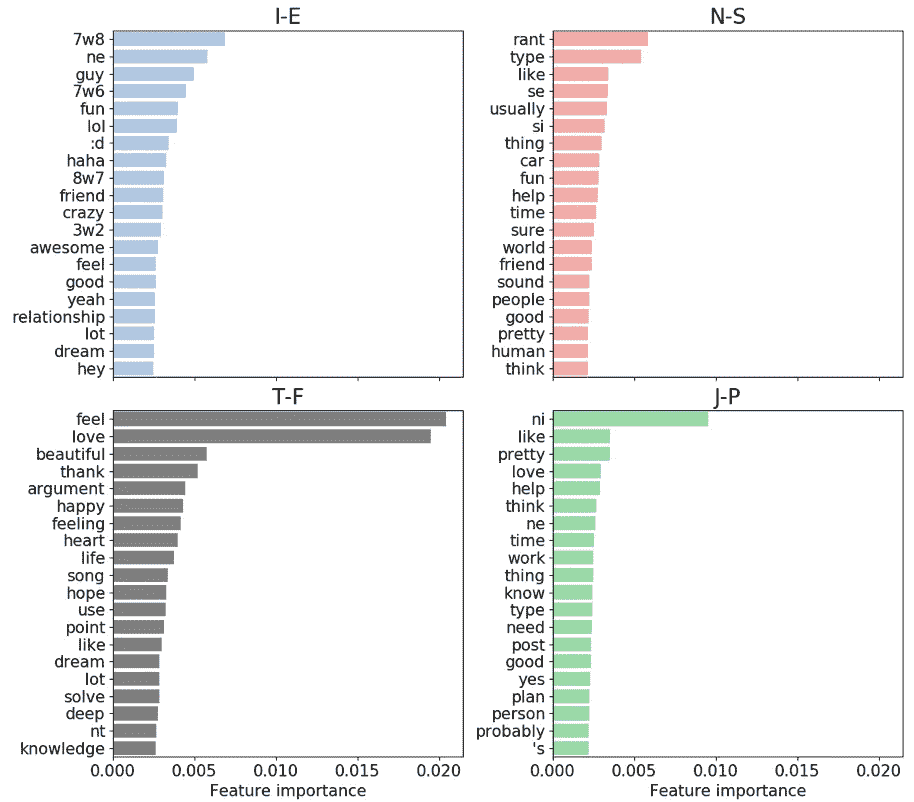 I-E
7w8
ne
guy
7w6
fun
lol
:d
haha
8w7
friend
crazy
3w2
awesome
feel
good
yeah
relationship
lot
dream
hey
N-S
rant
type
like
se
usually
si
thing
car
fun
help
time
sure
world
friend
sound
people
good
pretty
human
think
T-F
feel
love
beautiful
thank
argument
happy
feeling
heart
life
song
hope
use
point
like
dream
lot
solve
deep
nt
knowledge
0.000 0.005 0.010 0.015 0.020
Feature importance
J-P
ni
like
pretty
love
help
think
ne
time
work
thing
know
type
need
post
good
yes
plan
person
probably
's
0.000 0.005 0.010 0.015 0.020
Feature importance